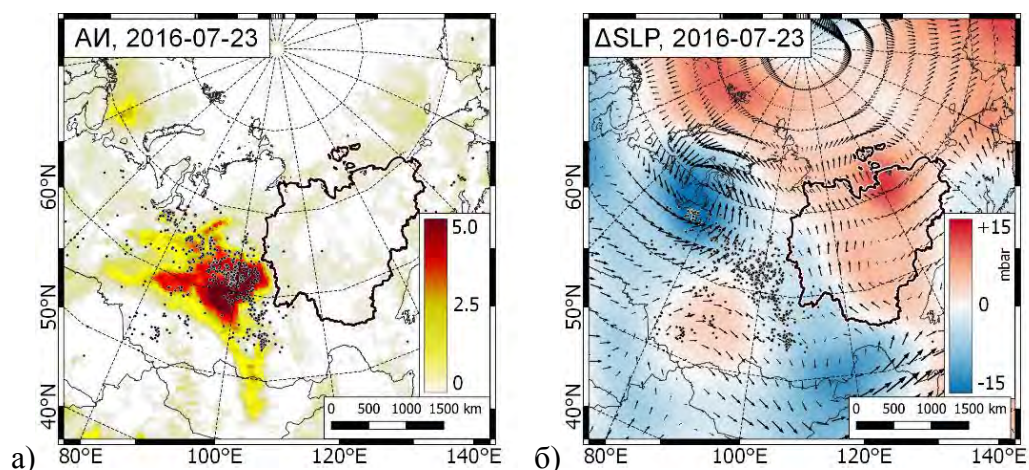 АИ, 2016-07-23
60°N
50°N
40°N
5.0
2.5
0
0 500 1000 1500 km
80°E 100°E 120°E 140°E
а)
ΔSLP, 2016-07-23
60°N
50°N
40°N
+15
0
-15
mbar
0 500 1000 1500 km
80°E 100°E 120°E 140°E
б)